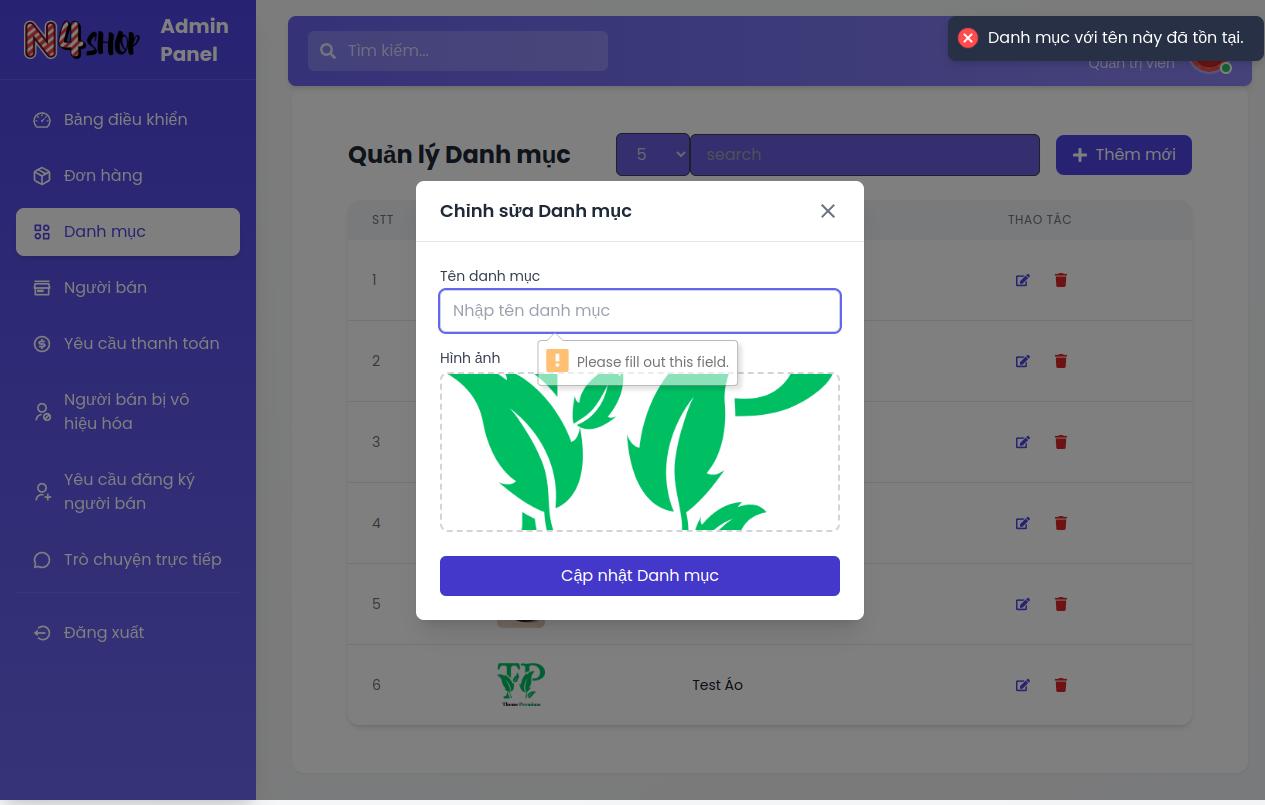 N4 SHOP
Admin
Panel
Bảng điều khiển
Đơn hàng
Danh mục
Người bán
Yêu cầu thanh toán
Người bán bị vô
hiệu hóa
Yêu cầu đăng ký
người bán
Trò chuyện trực tiếp
Đăng xuất
Tìm kiếm...
Danh mục với tên này đã tồn tại.
Quản trị viên
Quản lý Danh mục
5
search
Thêm mới
STT
THAO TÁC
1
2
3
4
5
6
Test Áo
Chỉnh sửa Danh mục
Tên danh mục
Nhập tên danh mục
Please fill out this field.
Hình ảnh
Cập nhật Danh mục